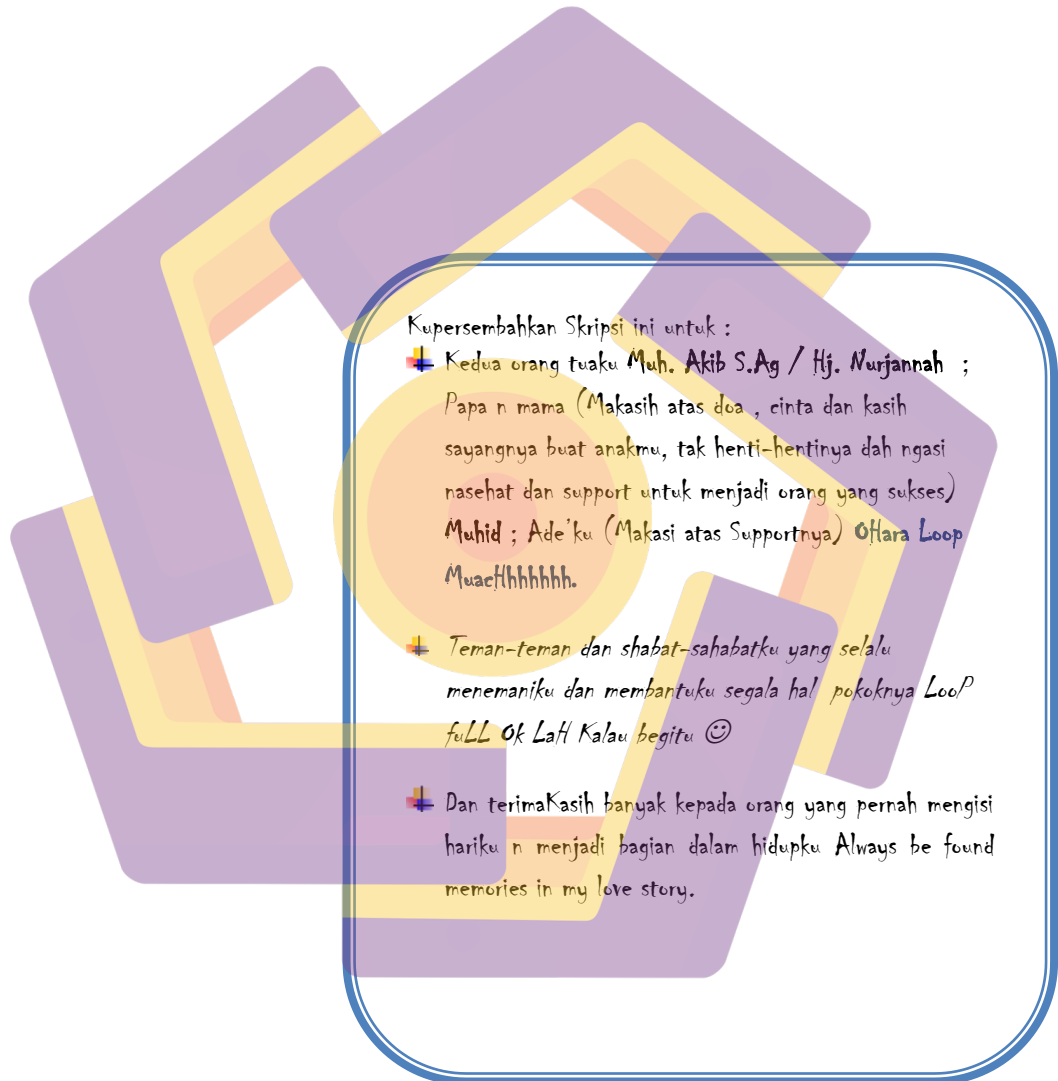 Kupersembahkan Skripsi ini untuk :
Kedua orang tuaku Muh. Akib S.Ag / Hj. Nurjannah ;
Papa n mama (Makasih atas doa , cinta dan kasih
sayangnya buat anakmu, tak henti-hentinya dah ngasi
nasehat dan support untuk menjadi orang yang sukses)
Muhid ; Ade'ku (Makasi atas Supportnya) OHara Loop
MuacHhhhhhh.
Teman-teman dan shabat-sahabatku yang selalu
menemaniku dan membantuku segala hal pokoknya LooP
fuLL Ok LaH Kalau begitu ☺
Dan terimaKasih banyak kepada orang yang pernah mengisi
hariku n menjadi bagian dalam hidupku Always be found
memories in my love story.